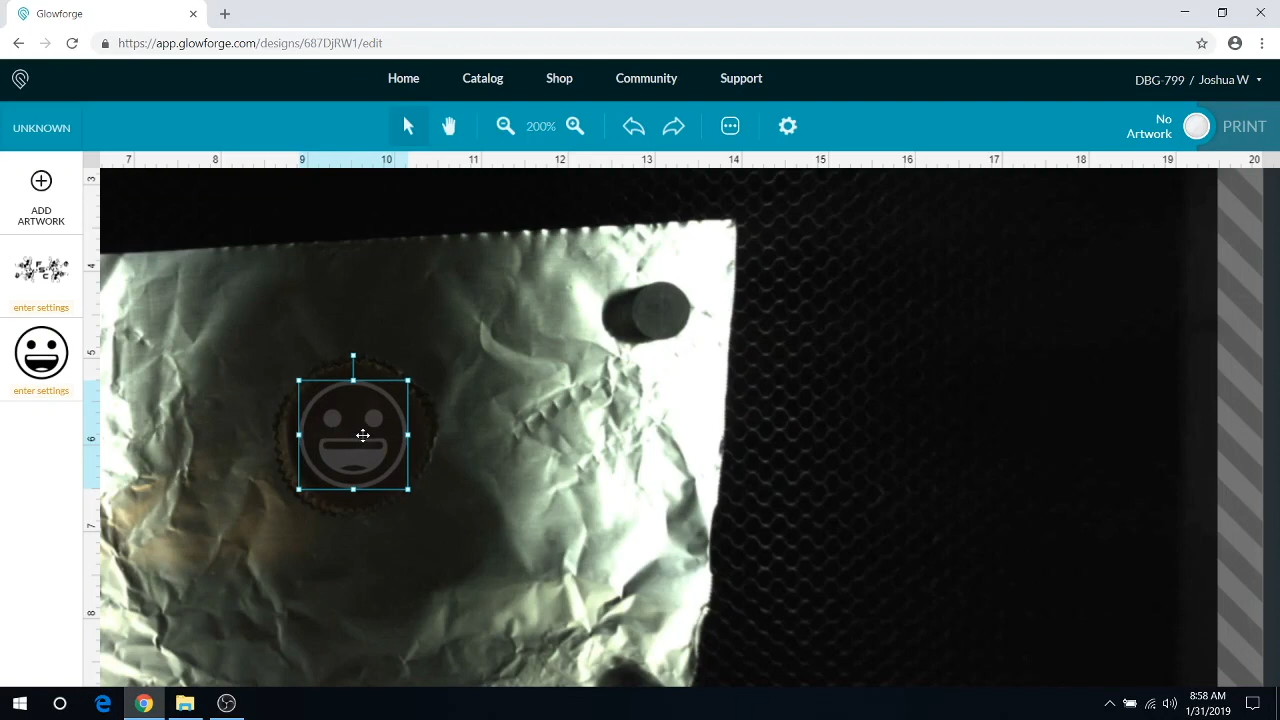 Glowforge
https://app.glowforge.com/designs/687DjRW1/edit
Home Catalog Shop Community Support
DBG-799 / Joshua W
UNKNOWN
200%
No
Artwork
PRINT
7 8 9 10 11 12 13 14 15 16 17 18 19 20
ADD
ARTWORK
enter settings
enter settings
3
4
5
6
7
8
8:58 AM
1/31/2019